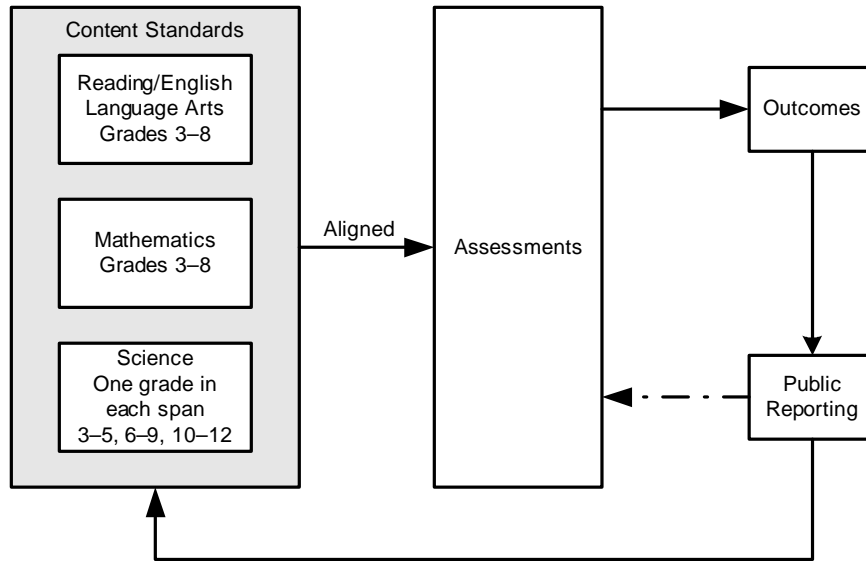 Content Standards
Reading/English
Language Arts
Grades 3–8
Mathematics
Grades 3–8
Science
One grade in
each span
3–5, 6–9, 10–12
Aligned
Assessments
Outcomes
Public
Reporting